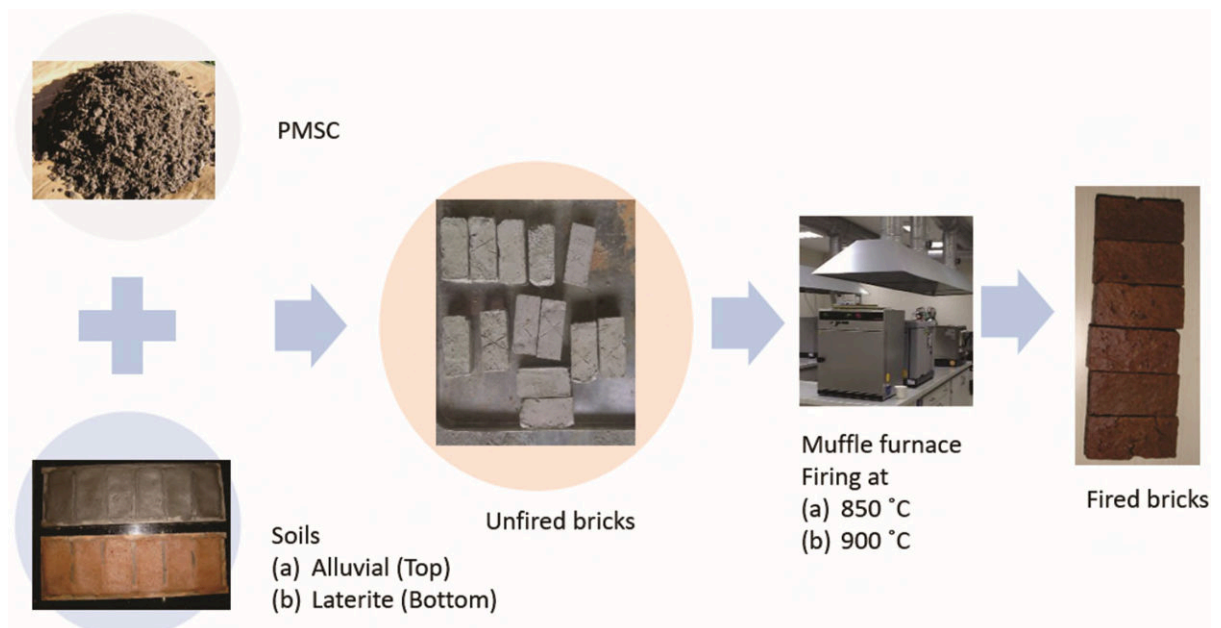 PMSC
Soils
(a) Alluvial (Top)
(b) Laterite (Bottom)
Unfired bricks
Muffle furnace
Firing at
(a) 850 ˚C
(b) 900 ˚C
Fired bricks